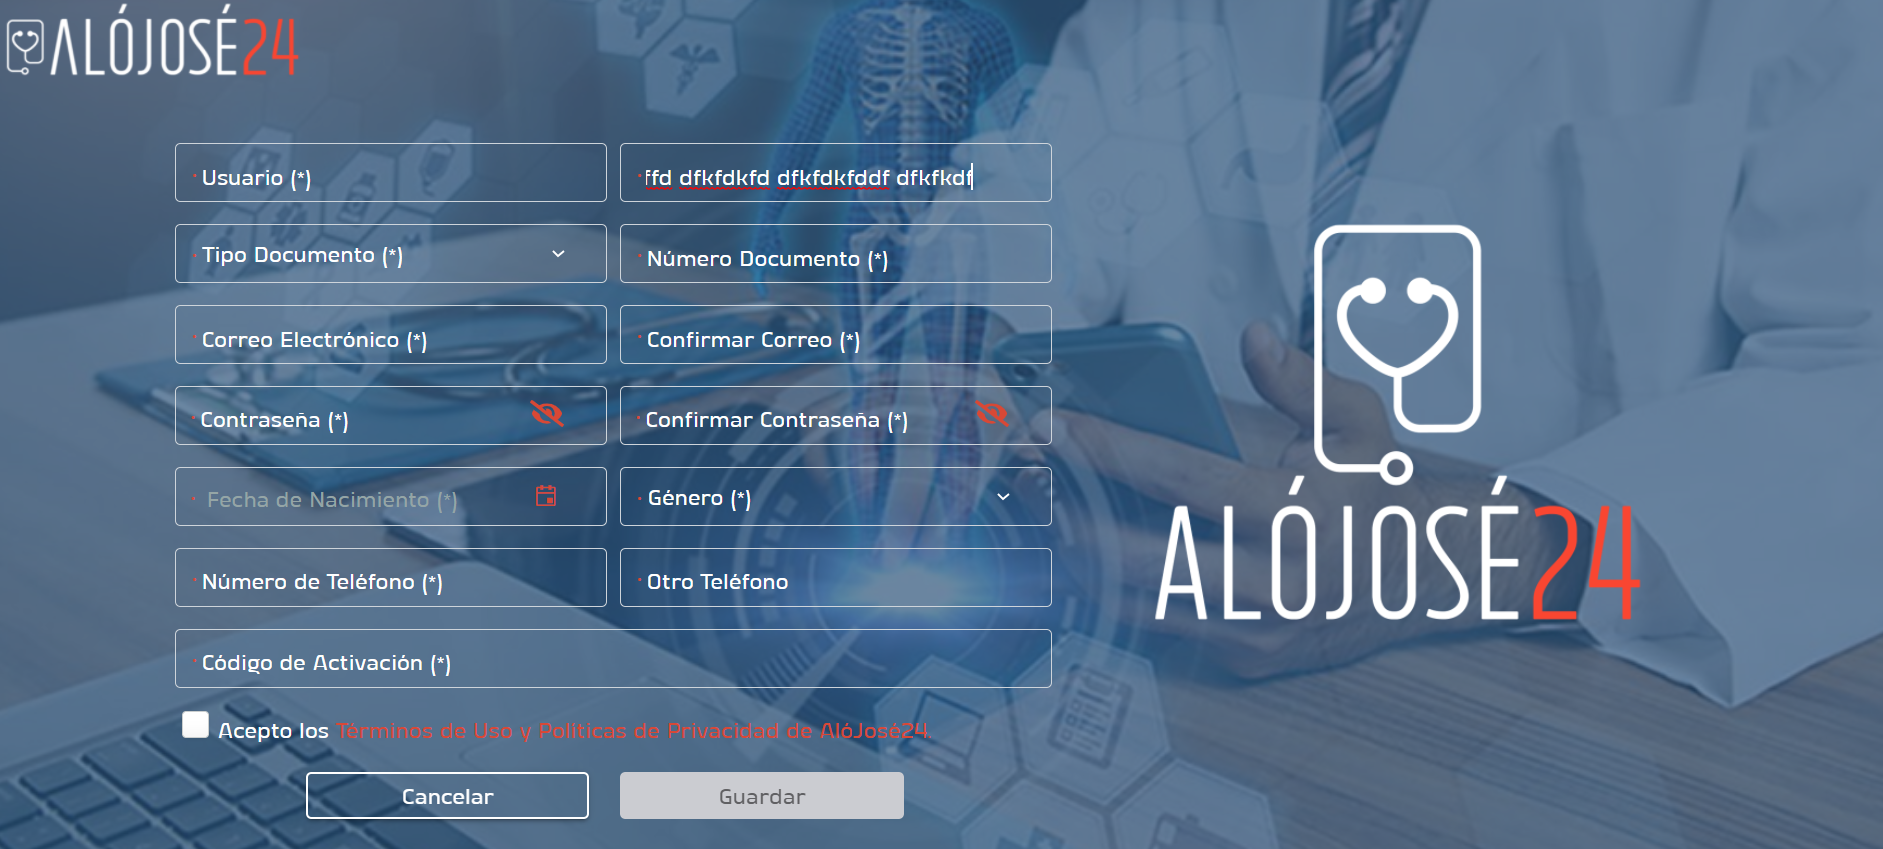 ALÓJOSÉ24
Usuario (*)
ffd dfkfdkfd dfkfdkfddf dfkfkdf
Tipo Documento (*)
Número Documento (*)
Correo Electrónico (*)
Confirmar Correo (*)
Contraseña (*)
Confirmar Contraseña (*)
Fecha de Nacimiento (*)
Género (*)
Número de Teléfono (*)
Otro Teléfono
Código de Activación (*)
Acepto los Términos de Uso y Políticas de Privacidad de AlóJosé24.
Cancelar
Guardar
ALÓJOSÉ24